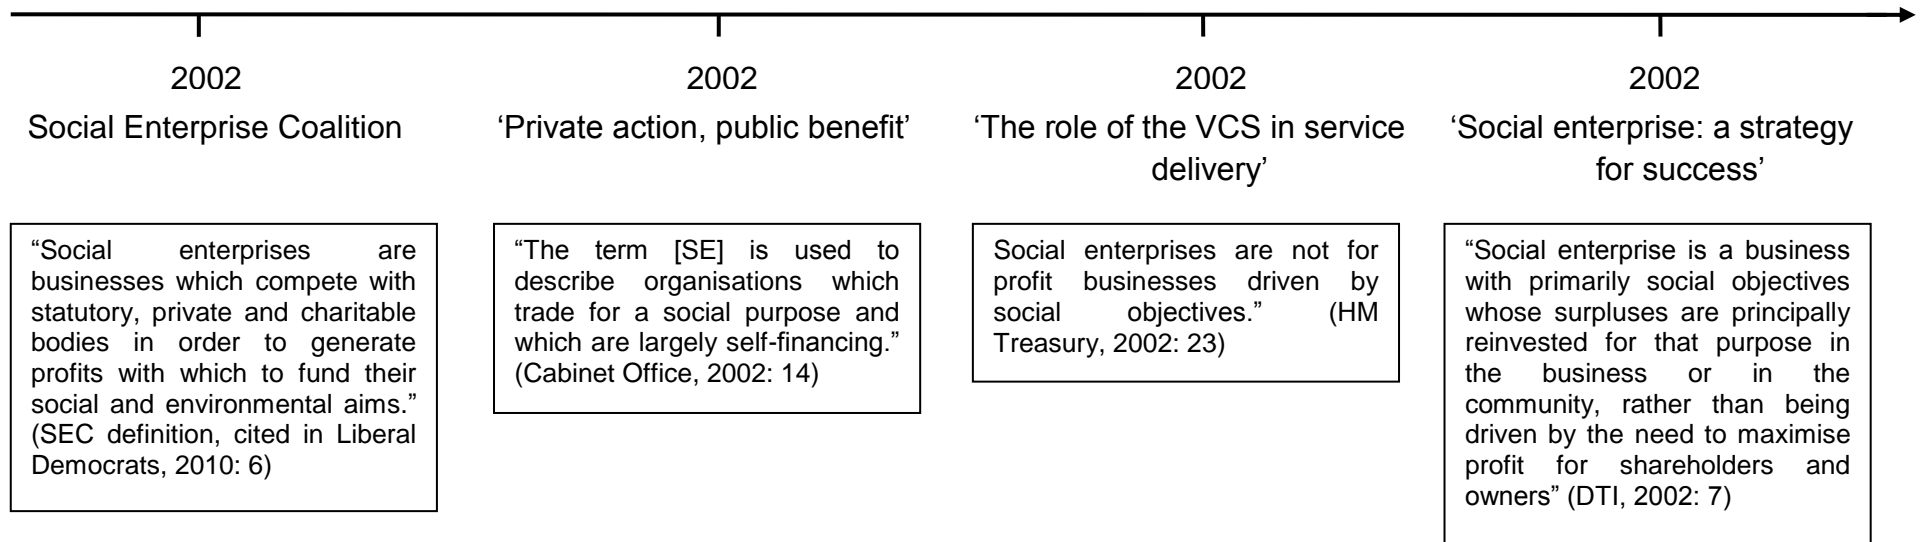 2002
Social Enterprise Coalition
“Social enterprises are
businesses which compete with
statutory, private and charitable
bodies in order to generate
profits with which to fund their
social and environmental aims.”
(SEC definition, cited in Liberal
Democrats, 2010: 6)
2002
‘Private action, public benefit’
“The term [SE] is used to
describe organisations which
trade for a social purpose and
which are largely self-financing.”
(Cabinet Office, 2002: 14)
2002
‘The role of the VCS in service
delivery’
Social enterprises are not for
profit businesses driven by
social objectives.” (HM
Treasury, 2002: 23)
2002
‘Social enterprise: a strategy
for success’
“Social enterprise is a business
with primarily social objectives
whose surpluses are principally
reinvested for that purpose in
the business or in the
community, rather than being
driven by the need to maximise
profit for shareholders and
owners” (DTI, 2002: 7)